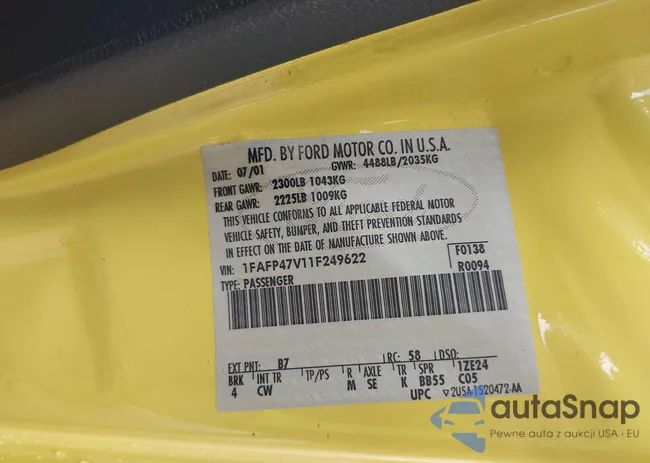 MFD. BY FORD MOTOR CO. IN U.S.A.
DATE: 07/01 GVWR: 4488LB/2035KG
FRONT GAWR: 2300LB 1043KG
REAR GAWR: 2225LB 1009KG
THIS VEHICLE CONFORMS TO ALL APPLICABLE FEDERAL MOTOR
VEHICLE SAFETY, BUMPER, AND THEFT PREVENTION STANDARDS
IN EFFECT ON THE DATE OF MANUFACTURE SHOWN ABOVE.
VIN: 1FAFP47V11F249622 F0138
TYPE: PASSENGER R0094
EXT PNT: B7 RC: 58 DSO:
BRK INT TR TP/PS R AXLE TR SPR 1ZE24
4 CW M SE K BB55 C05
UPC ▽2U5A-1520472-AA
autaSnap
Pewne auta z aukcji USA i EU